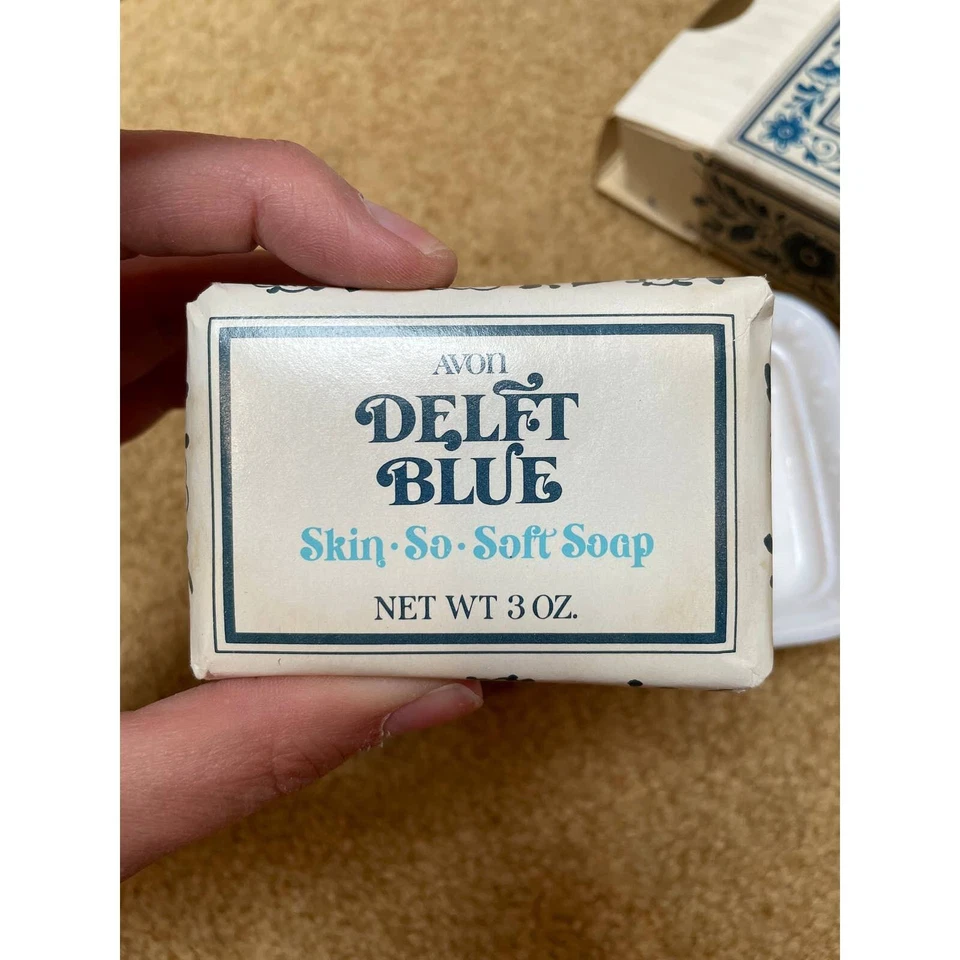 AVON
DELFT
BLUE
Skin·So·Soft Soap
NET WT 3 OZ.